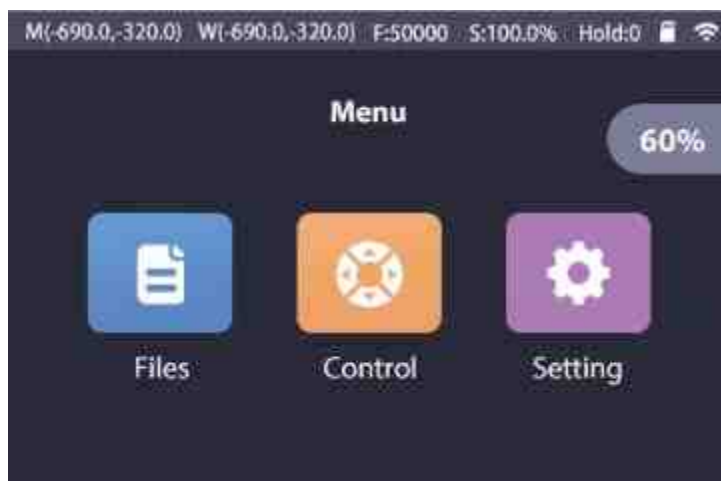 M(-690.0,-320.0) W(-690.0,-320.0) F:50000 S:100.0% Hold:0
Menu
60%
Files Control Setting